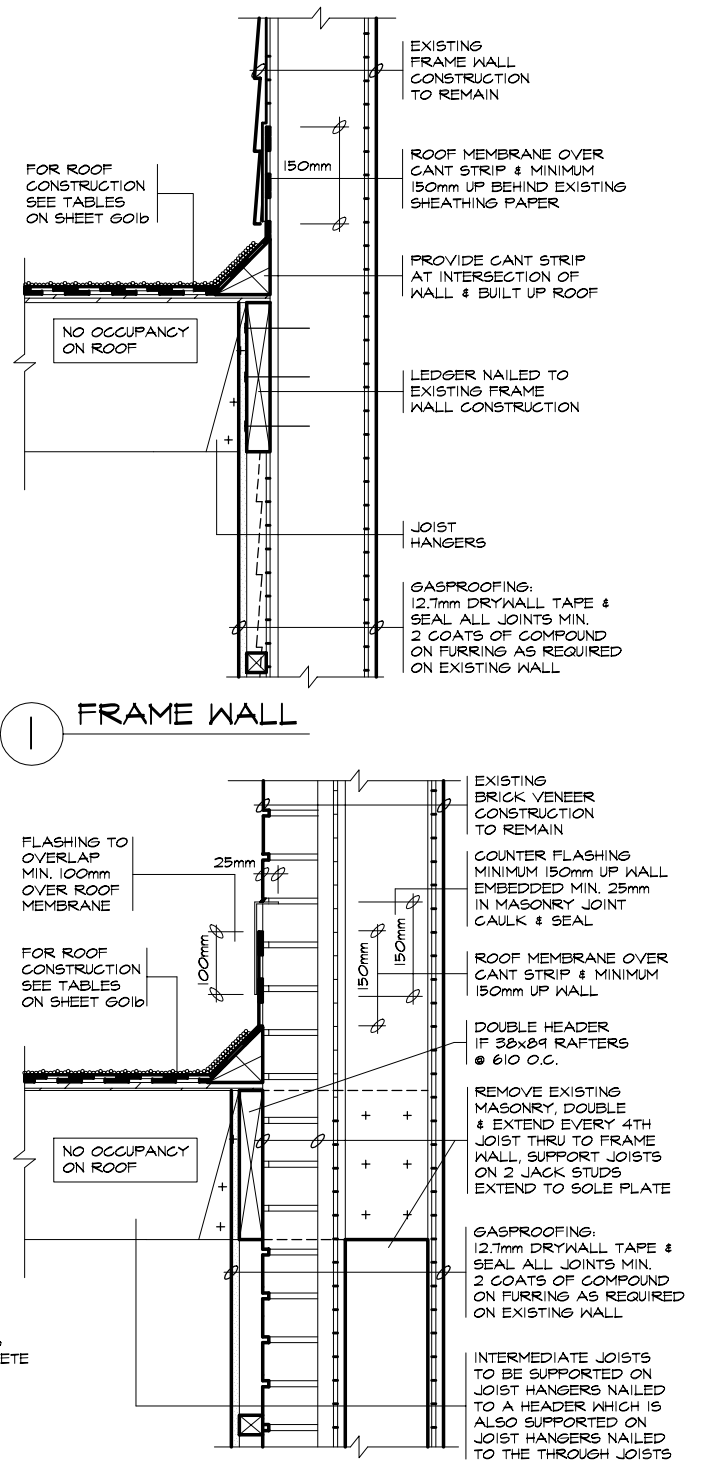 EXISTING
FRAME WALL
CONSTRUCTION
TO REMAIN
150mm
ROOF MEMBRANE OVER
CANT STRIP & MINIMUM
150mm UP BEHIND EXISTING
SHEATHING PAPER
FOR ROOF
CONSTRUCTION
SEE TABLES
ON SHEET G01b
PROVIDE CANT STRIP
AT INTERSECTION OF
WALL & BUILT UP ROOF
NO OCCUPANCY
ON ROOF
LEDGER NAILED TO
EXISTING FRAME
WALL CONSTRUCTION
JOIST
HANGERS
GASPROOFING:
12.7mm DRYWALL TAPE &
SEAL ALL JOINTS MIN.
2 COATS OF COMPOUND
ON FURRING AS REQUIRED
ON EXISTING WALL
1 FRAME WALL
EXISTING
BRICK VENEER
CONSTRUCTION
TO REMAIN
FLASHING TO
OVERLAP
MIN. 100mm
OVER ROOF
MEMBRANE
25mm
COUNTER FLASHING
MINIMUM 150mm UP WALL
EMBEDDED MIN. 25mm
IN MASONRY JOINT
CAULK & SEAL
100mm
150mm
150mm
FOR ROOF
CONSTRUCTION
SEE TABLES
ON SHEET G01b
ROOF MEMBRANE OVER
CANT STRIP & MINIMUM
150mm UP WALL
DOUBLE HEADER
IF 38x89 RAFTERS
@ 610 O.C.
REMOVE EXISTING
MASONRY, DOUBLE
& EXTEND EVERY 4TH
JOIST THRU TO FRAME
WALL, SUPPORT JOISTS
ON 2 JACK STUDS
EXTEND TO SOLE PLATE
NO OCCUPANCY
ON ROOF
GASPROOFING:
12.7mm DRYWALL TAPE &
SEAL ALL JOINTS MIN.
2 COATS OF COMPOUND
ON FURRING AS REQUIRED
ON EXISTING WALL
ETE
INTERMEDIATE JOISTS
TO BE SUPPORTED ON
JOIST HANGERS NAILED
TO A HEADER WHICH IS
ALSO SUPPORTED ON
JOIST HANGERS NAILED
TO THE THROUGH JOISTS